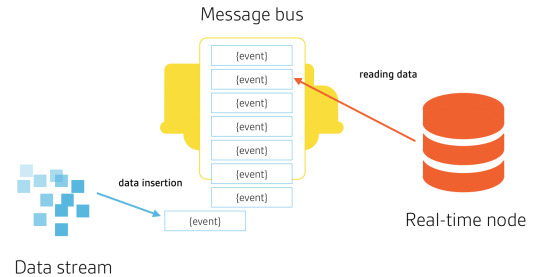 Message bus
{event}
{event}
reading data
{event}
{event}
{event}
{event}
data insertion
{event}
{event}
Real-time node
Data stream